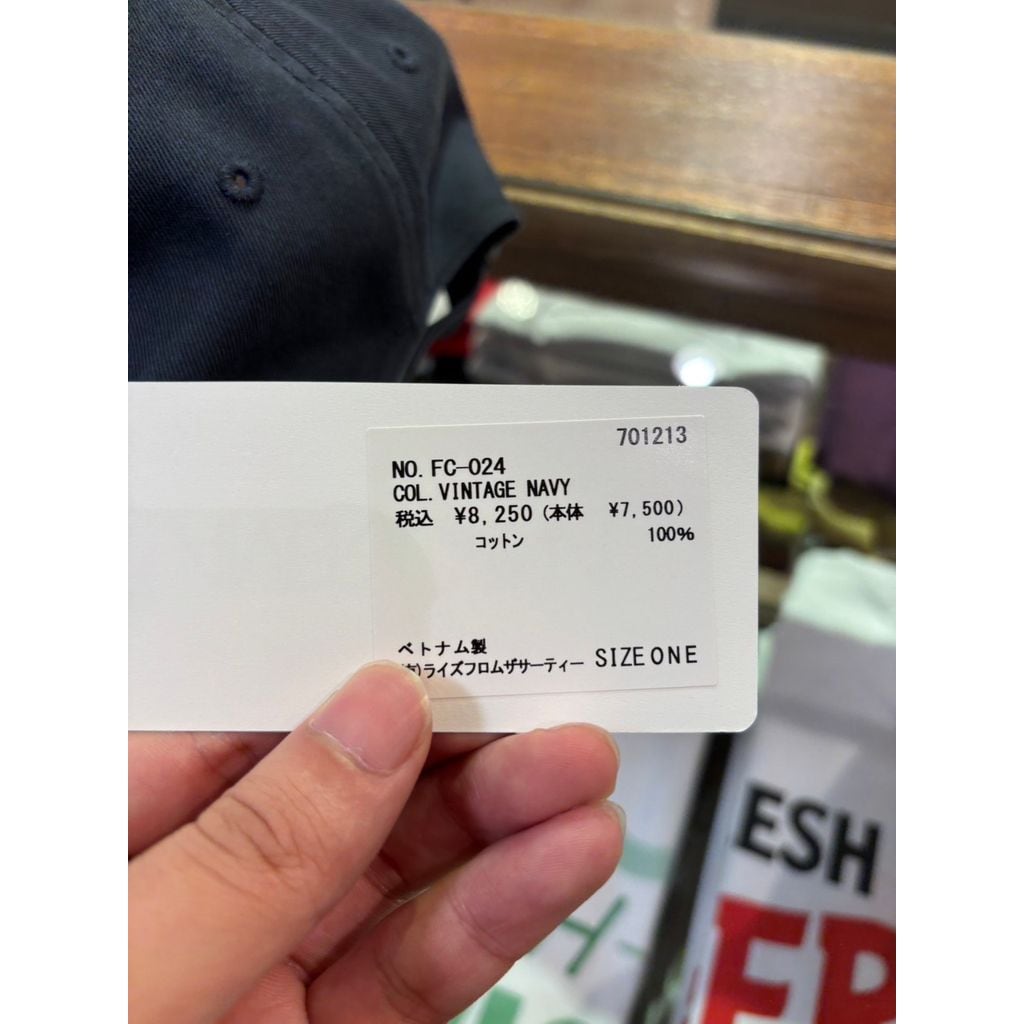 701213
NO. FC-024
COL. VINTAGE NAVY
税込 ¥8,250 (本体 ¥7,500)
コットン 100%
ベトナム製
ライズフロムザサーティー SIZE ONE
ESH